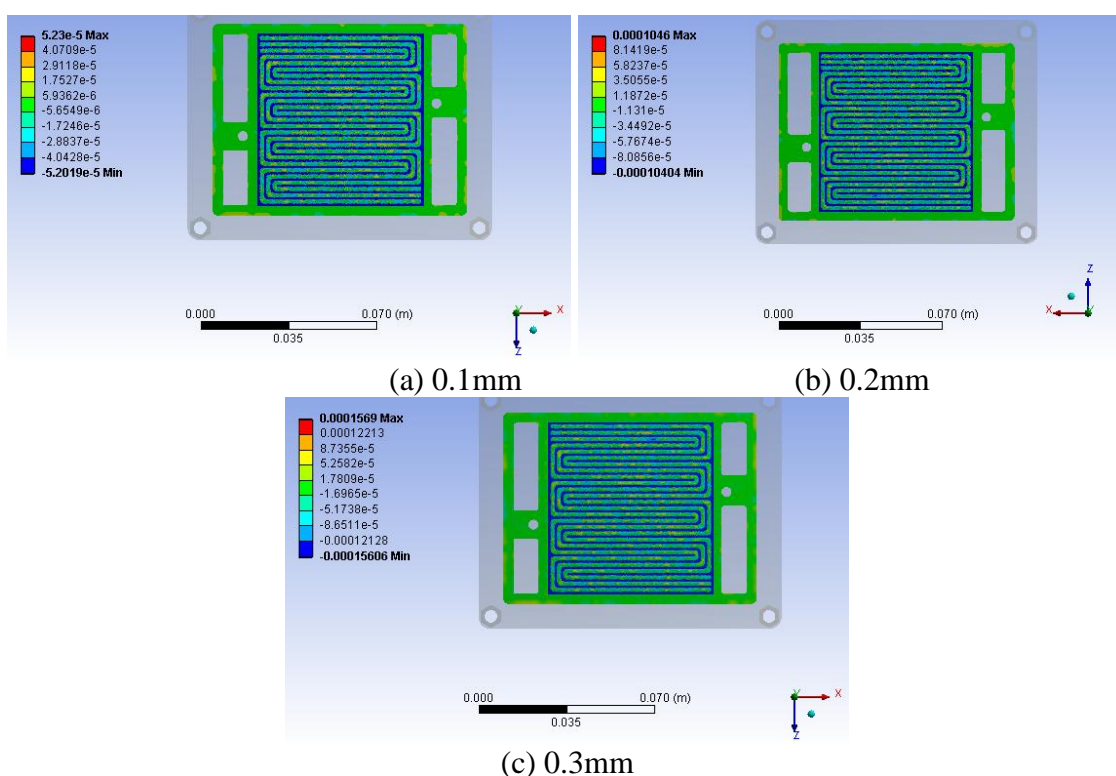 5.23e-5 Max
4.0709e-5
2.9118e-5
1.7527e-5
5.9362e-6
-5.6549e-6
-1.7246e-5
-2.8837e-5
-4.0428e-5
-5.2019e-5 Min
0.000
0.070 (m)
0.035
Y
X
Z
(a) 0.1mm
0.0001046 Max
8.1419e-5
5.8237e-5
3.5055e-5
1.1872e-5
-1.131e-5
-3.4492e-5
-5.7674e-5
-8.0856e-5
-0.00010404 Min
0.000
0.070 (m)
0.035
Z
X
Y
(b) 0.2mm
0.0001569 Max
0.00012213
8.7355e-5
5.2582e-5
1.7809e-5
-1.6965e-5
-5.1738e-5
-8.6511e-5
-0.00012128
-0.00015606 Min
0.000
0.070 (m)
0.035
Y
X
Z
(c) 0.3mm